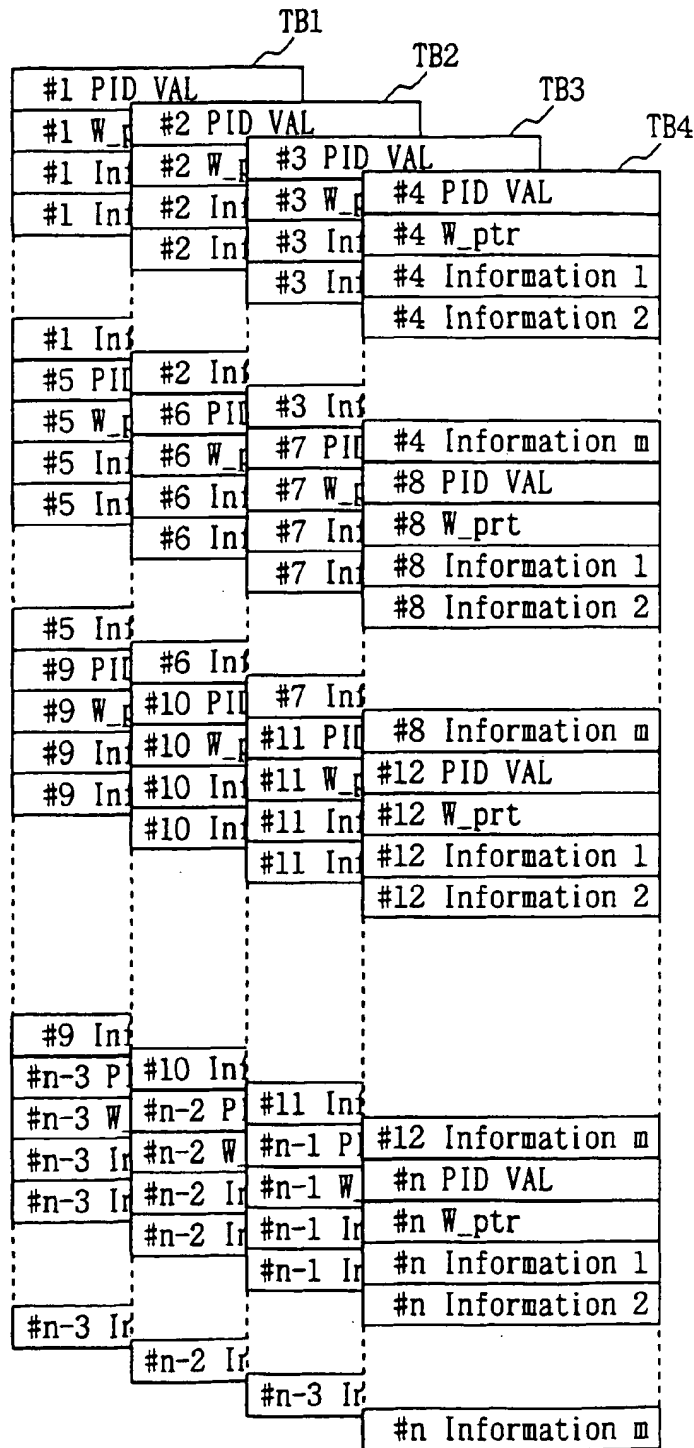 TB1
#1 PID VAL
#1 W_p
#1 Inf
#1 Inf
#1 Inf
#5 PID
#5 W_p
#5 Inf
#5 Inf
#5 Inf
#9 PID
#9 W_p
#9 Inf
#9 Inf
#9 Inf
#n-3 P
#n-3 W
#n-3 In
#n-3 In
#n-3 In
TB2
#2 PID VAL
#2 W_p
#2 Inf
#2 Inf
#2 Inf
#6 PID
#6 W_p
#6 Inf
#6 Inf
#6 Inf
#10 PID
#10 W_p
#10 Inf
#10 Inf
#10 Inf
#n-2 P
#n-2 W_
#n-2 In
#n-2 In
#n-2 In
TB3
#3 PID VAL
#3 W_p
#3 Inf
#3 Inf
#3 Inf
#7 PID
#7 W_p
#7 Inf
#7 Inf
#7 Inf
#11 PID
#11 W_p
#11 Inf
#11 Inf
#11 Inf
#n-1 P
#n-1 W_
#n-1 In
#n-1 In
#n-3 In
TB4
#4 PID VAL
#4 W_ptr
#4 Information 1
#4 Information 2
#4 Information m
#8 PID VAL
#8 W_prt
#8 Information 1
#8 Information 2
#8 Information m
#12 PID VAL
#12 W_prt
#12 Information 1
#12 Information 2
#12 Information m
#n PID VAL
#n W_ptr
#n Information 1
#n Information 2
#n Information m